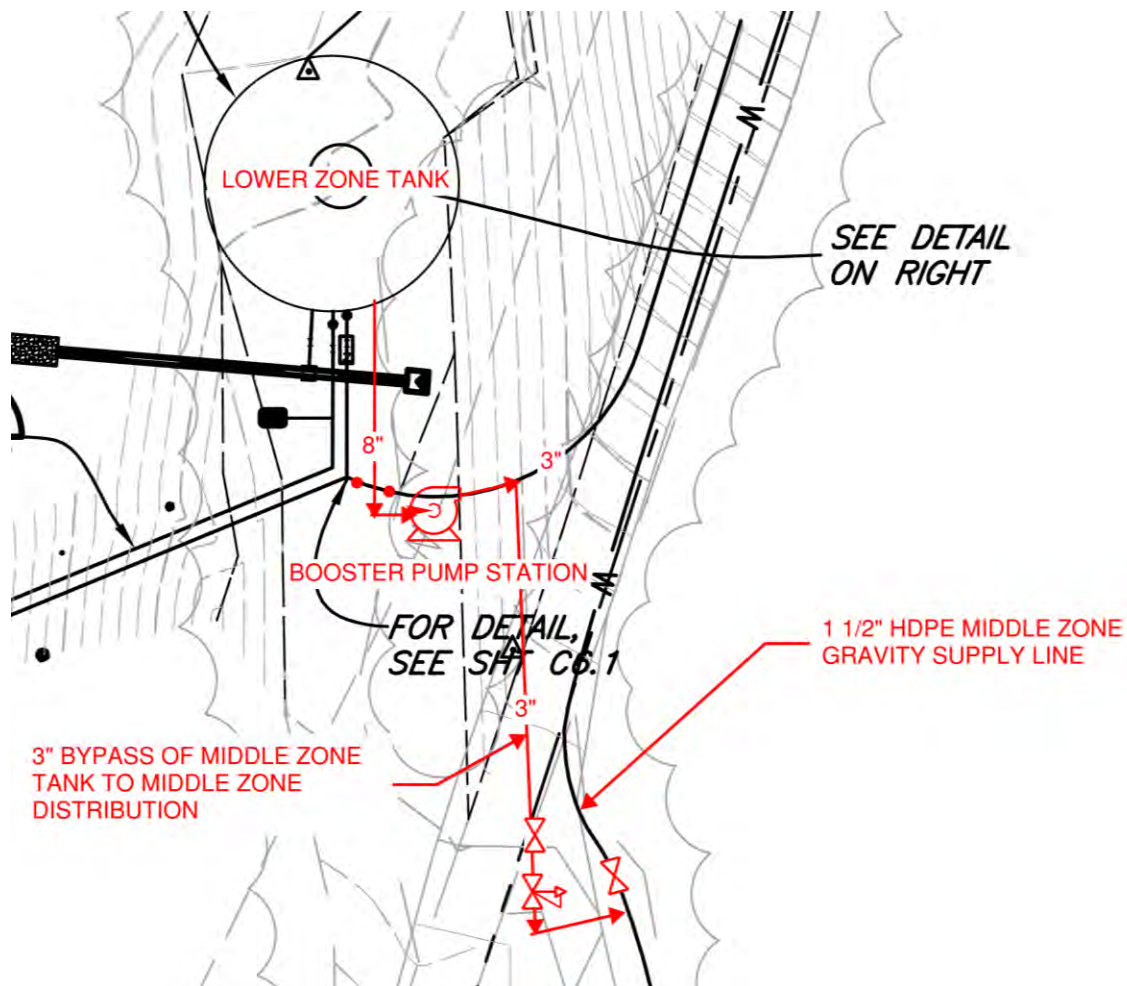 W
LOWER ZONE TANK
SEE DETAIL
ON RIGHT
8"
3"
BOOSTER PUMP STATION
W
FOR DETAIL,
SEE SHT C6.1
1 1/2" HDPE MIDDLE ZONE
GRAVITY SUPPLY LINE
3"
3" BYPASS OF MIDDLE ZONE
TANK TO MIDDLE ZONE
DISTRIBUTION